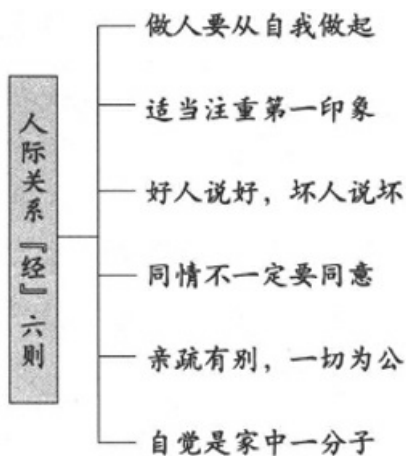 人际关系『经』六则
做人要从自我做起
适当注重第一印象
好人说好，坏人说坏
同情不一定要同意
亲疏有别，一切为公
自觉是家中一分子